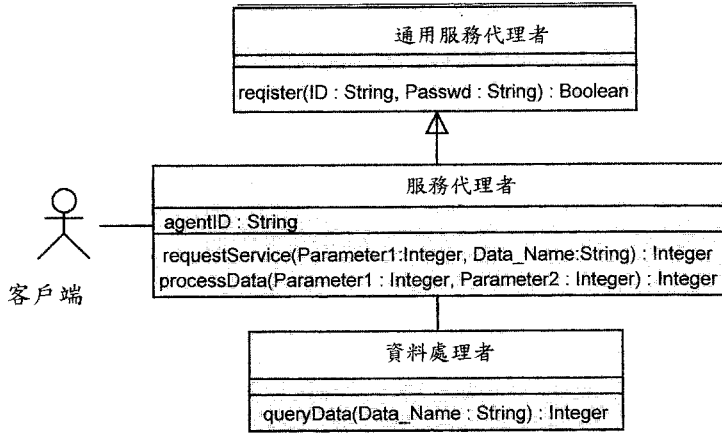 通用服務代理者
reqister(ID : String, Passwd : String) : Boolean
服務代理者
agentID : String
requestService(Parameter1:Integer, Data_Name:String) : Integer
processData(Parameter1 : Integer, Parameter2 : Integer) : Integer
客戶端
資料處理者
queryData(Data_Name : String) : Integer